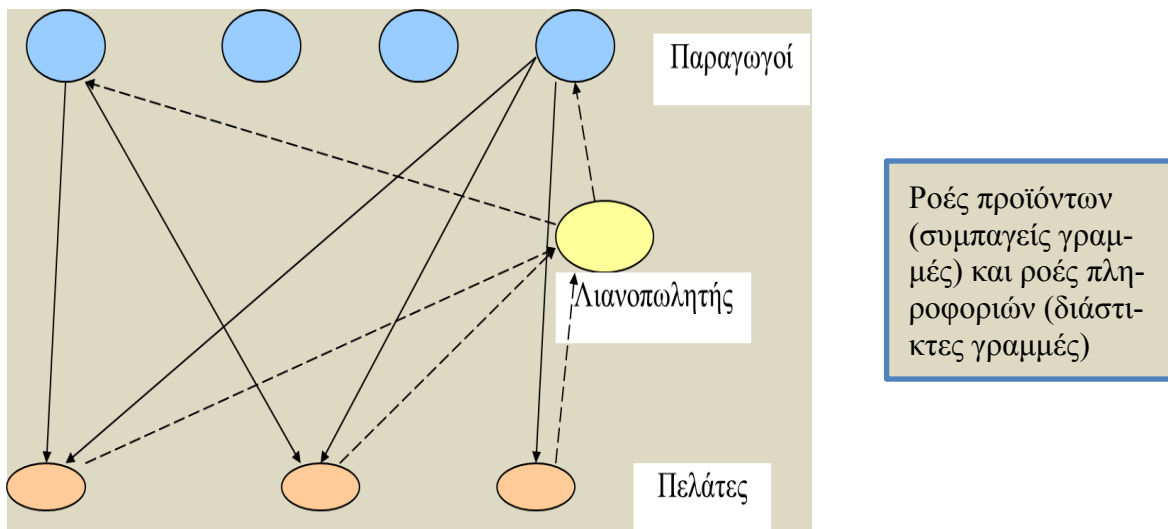 Παραγωγοί
Λιανοπωλητής
Πελάτες
Ροές προϊόντων
(συμπαγείς γραμ-
μές) και ροές πλη-
ροφοριών (διάστι-
κτες γραμμές)